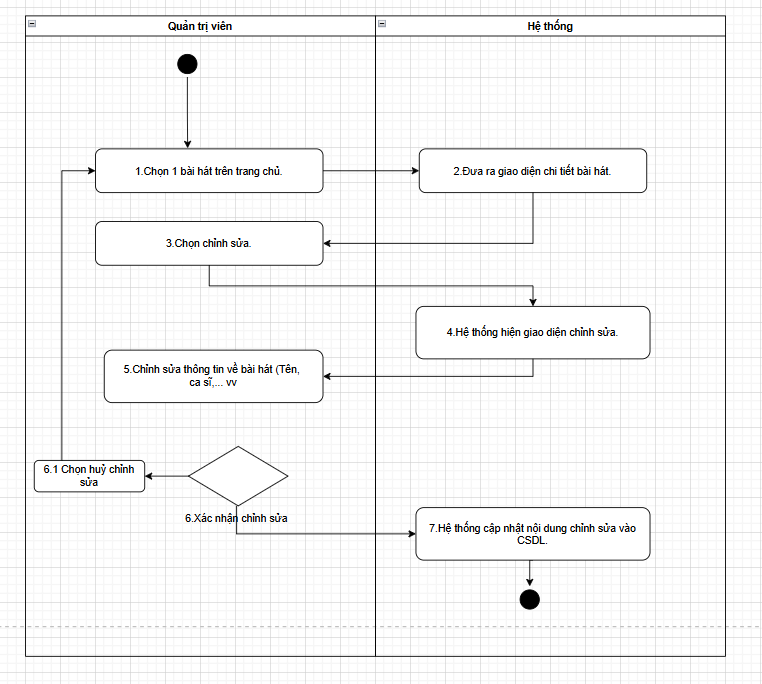 Quản trị viên
Hệ thống
1.Chọn 1 bài hát trên trang chủ.
2.Đưa ra giao diện chi tiết bài hát.
3.Chọn chỉnh sửa.
4.Hệ thống hiện giao diện chỉnh sửa.
5.Chỉnh sửa thông tin về bài hát (Tên,
ca sĩ,... vv
6.1 Chọn huỷ chỉnh
sửa
6.Xác nhận chỉnh sửa
7.Hệ thống cập nhật nội dung chỉnh sửa vào
CSDL.